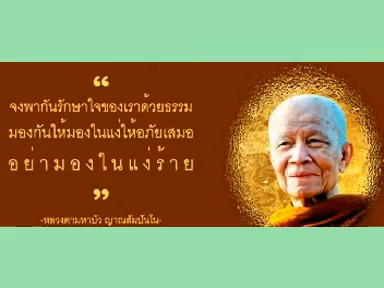 “
จงพากันรักษาใจของเราด้วยธรรม
มองกันให้มองในแง่ให้อภัยเสมอ
อย่ามองในแง่ร้าย
”
-หลวงตามหาบัว ญาณสัมปันโน-